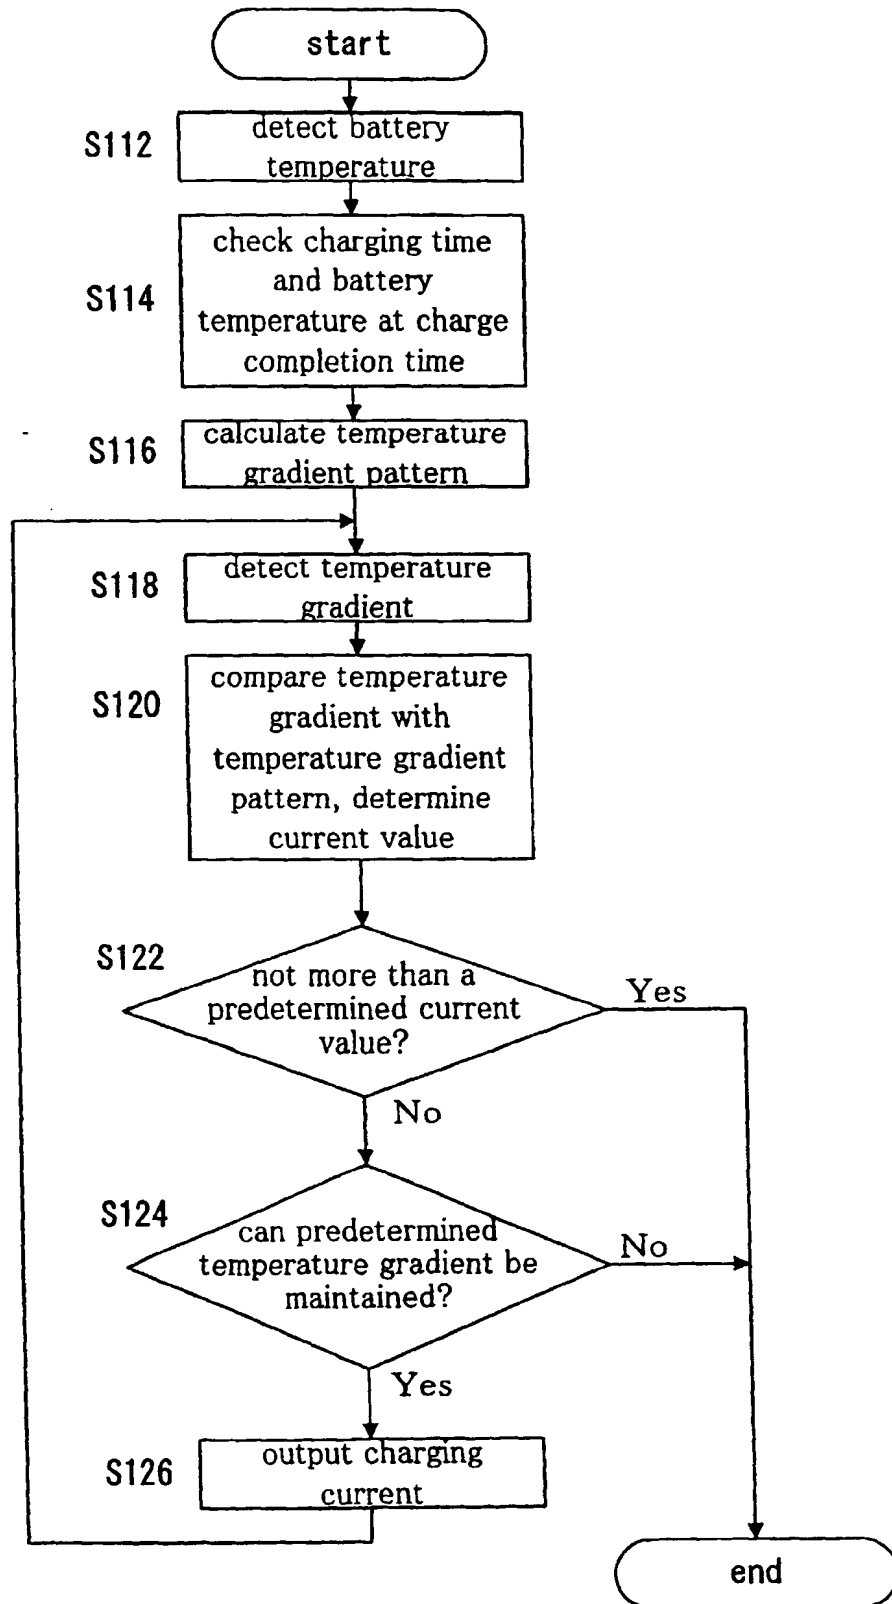 start
S112
detect battery
temperature
S114
check charging time
and battery
temperature at charge
completion time
S116
calculate temperature
gradient pattern
S118
detect temperature
gradient
S120
compare temperature
gradient with
temperature gradient
pattern, determine
current value
S122
not more than a
predetermined current
value?
Yes
No
S124
can predetermined
temperature gradient be
maintained?
No
Yes
S126
output charging
current
end